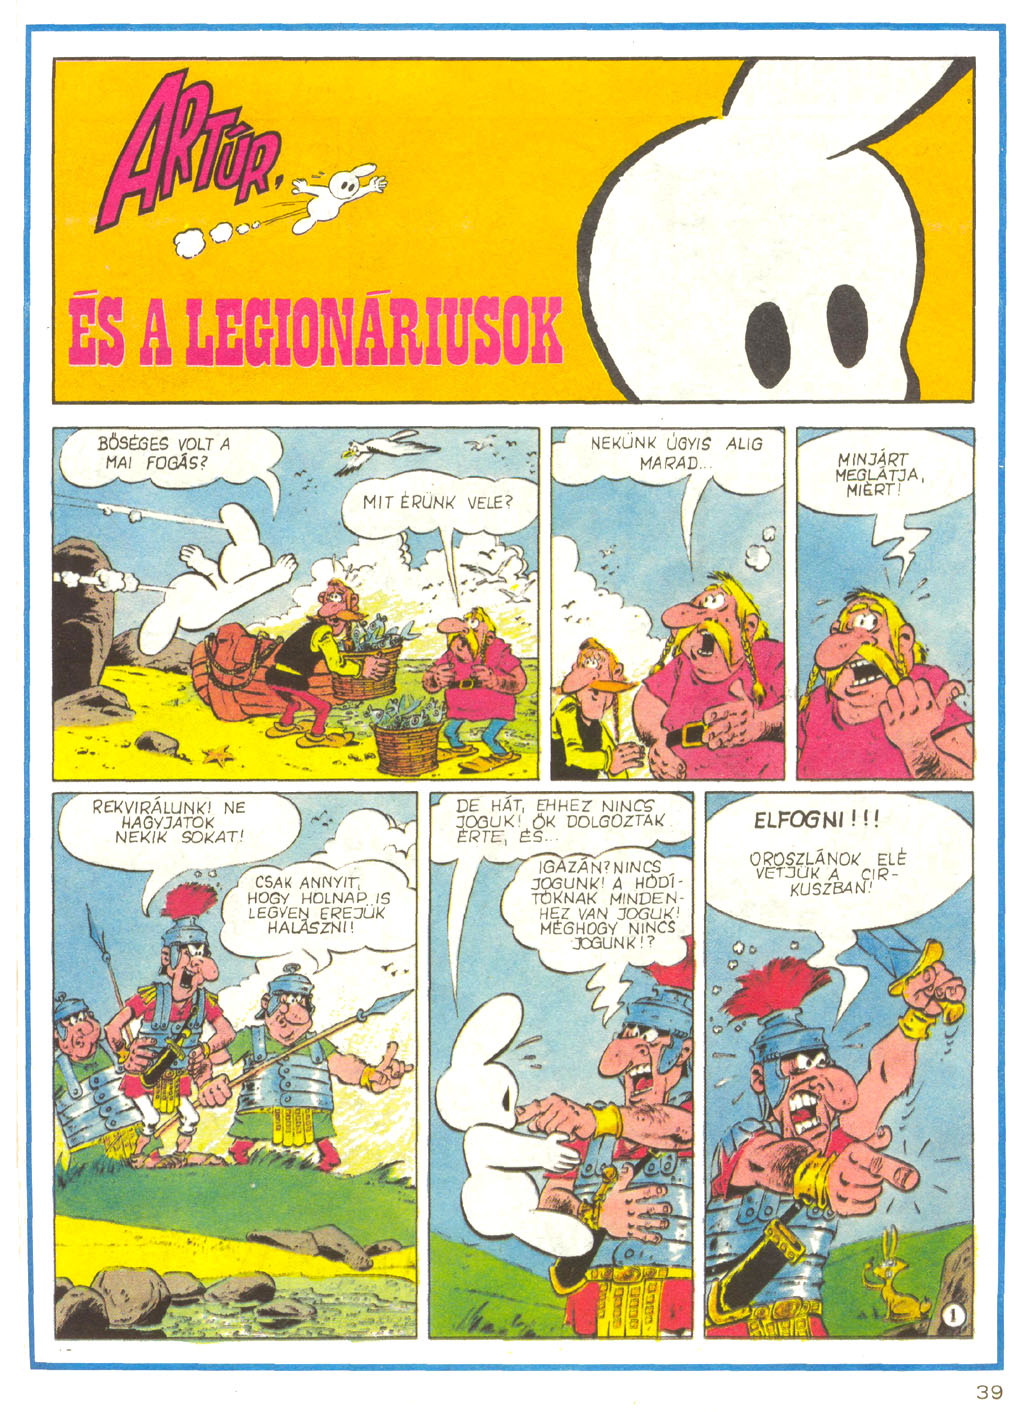 ARTÚR,
ÉS A LEGIONÁRIUSOK
BŐSÉGES VOLT A
MAI FOGÁS?
MIT ÉRÜNK VELE?
NEKÜNK ÚGYIS ALIG
MARAD...
MINJÁRT
MEGLÁTJA,
MIÉRT!
REKVIRÁLUNK! NE
HAGYJATOK
NEKIK SOKAT!
CSAK ANNYIT,
HOGY HOLNAP IS
LEGYEN EREJÜK
HALÁSZNI!
DE HÁT, EHHEZ NINCS
JOGUK! ŐK DOLGOZTAK
ÉRTE, ÉS...
IGAZÁN? NINCS
JOGUNK! A HÓDÍ-
TÓKNAK MINDEN-
HEZ VAN JOGUK!
MÉGHOGY NINCS
JOGUNK!?
ELFOGNI!!!
OROSZLÁNOK ELÉ
VETJÜK A CIR-
KUSZBAN!
1
39